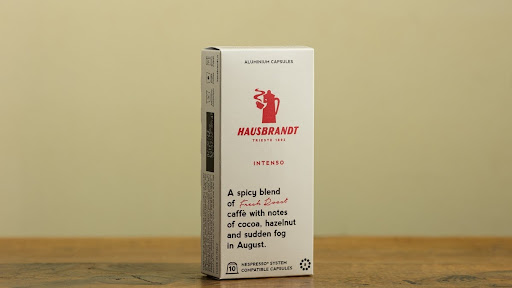 ALUMINIUM CAPSULES
HAUSBRANDT
TRIESTE 1892
INTENSO
A spicy blend
of Fresh Roast
caffè with notes
of cocoa, hazelnut
and sudden fog
in August.
10
NESPRESSO® SYSTEM
COMPATIBLE CAPSULES